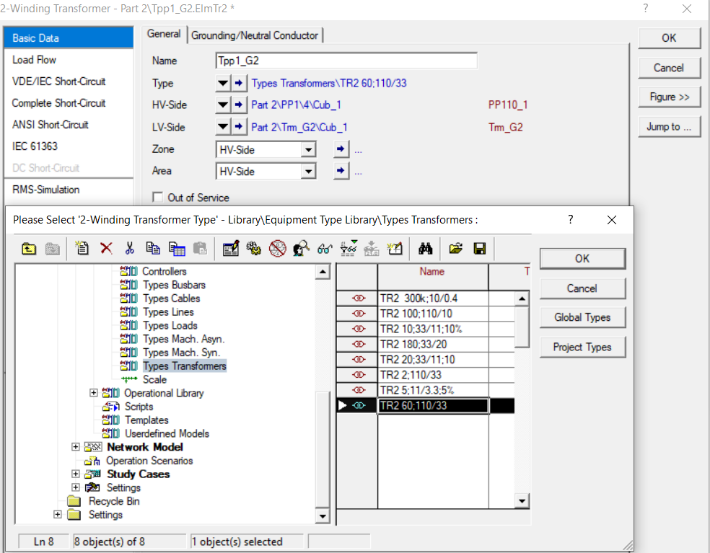 2-Winding Transformer - Part 2\Tpp1_G2.ElmTr2 *
?
Basic Data
Load Flow
VDE/IEC Short-Circuit
Complete Short-Circuit
ANSI Short-Circuit
IEC 61363
DC Short-Circuit
RMS-Simulation
General
Grounding/Neutral Conductor
Name
Tpp1_G2
Type
Types Transformers\TR2 60;110/33
HV-Side
Part 2\PP1\4\Cub_1
PP110_1
LV-Side
Part 2\Trm_G2\Cub_1
Trm_G2
Zone
HV-Side
...
Area
HV-Side
...
Out of Service
OK
Cancel
Figure >>
Jump to ...
Please Select '2-Winding Transformer Type' - Library\Equipment Type Library\Types Transformers :
?
Controllers
Types Busbars
Types Cables
Types Lines
Types Loads
Types Mach. Asyn.
Types Mach. Syn.
Types Transformers
Scale
Operational Library
Scripts
Templates
Userdefined Models
Network Model
Operation Scenarios
Study Cases
Settings
Recycle Bin
Settings
Name
T
TR2 300k;10/0.4
TR2 100;110/10
TR2 10;33/11;10%
TR2 180;33/20
TR2 20;33/11;10
TR2 2;110/33
TR2 5;11/3.3;5%
TR2 60;110/33
OK
Cancel
Global Types
Project Types
Ln 8
8 object(s) of 8
1 object(s) selected